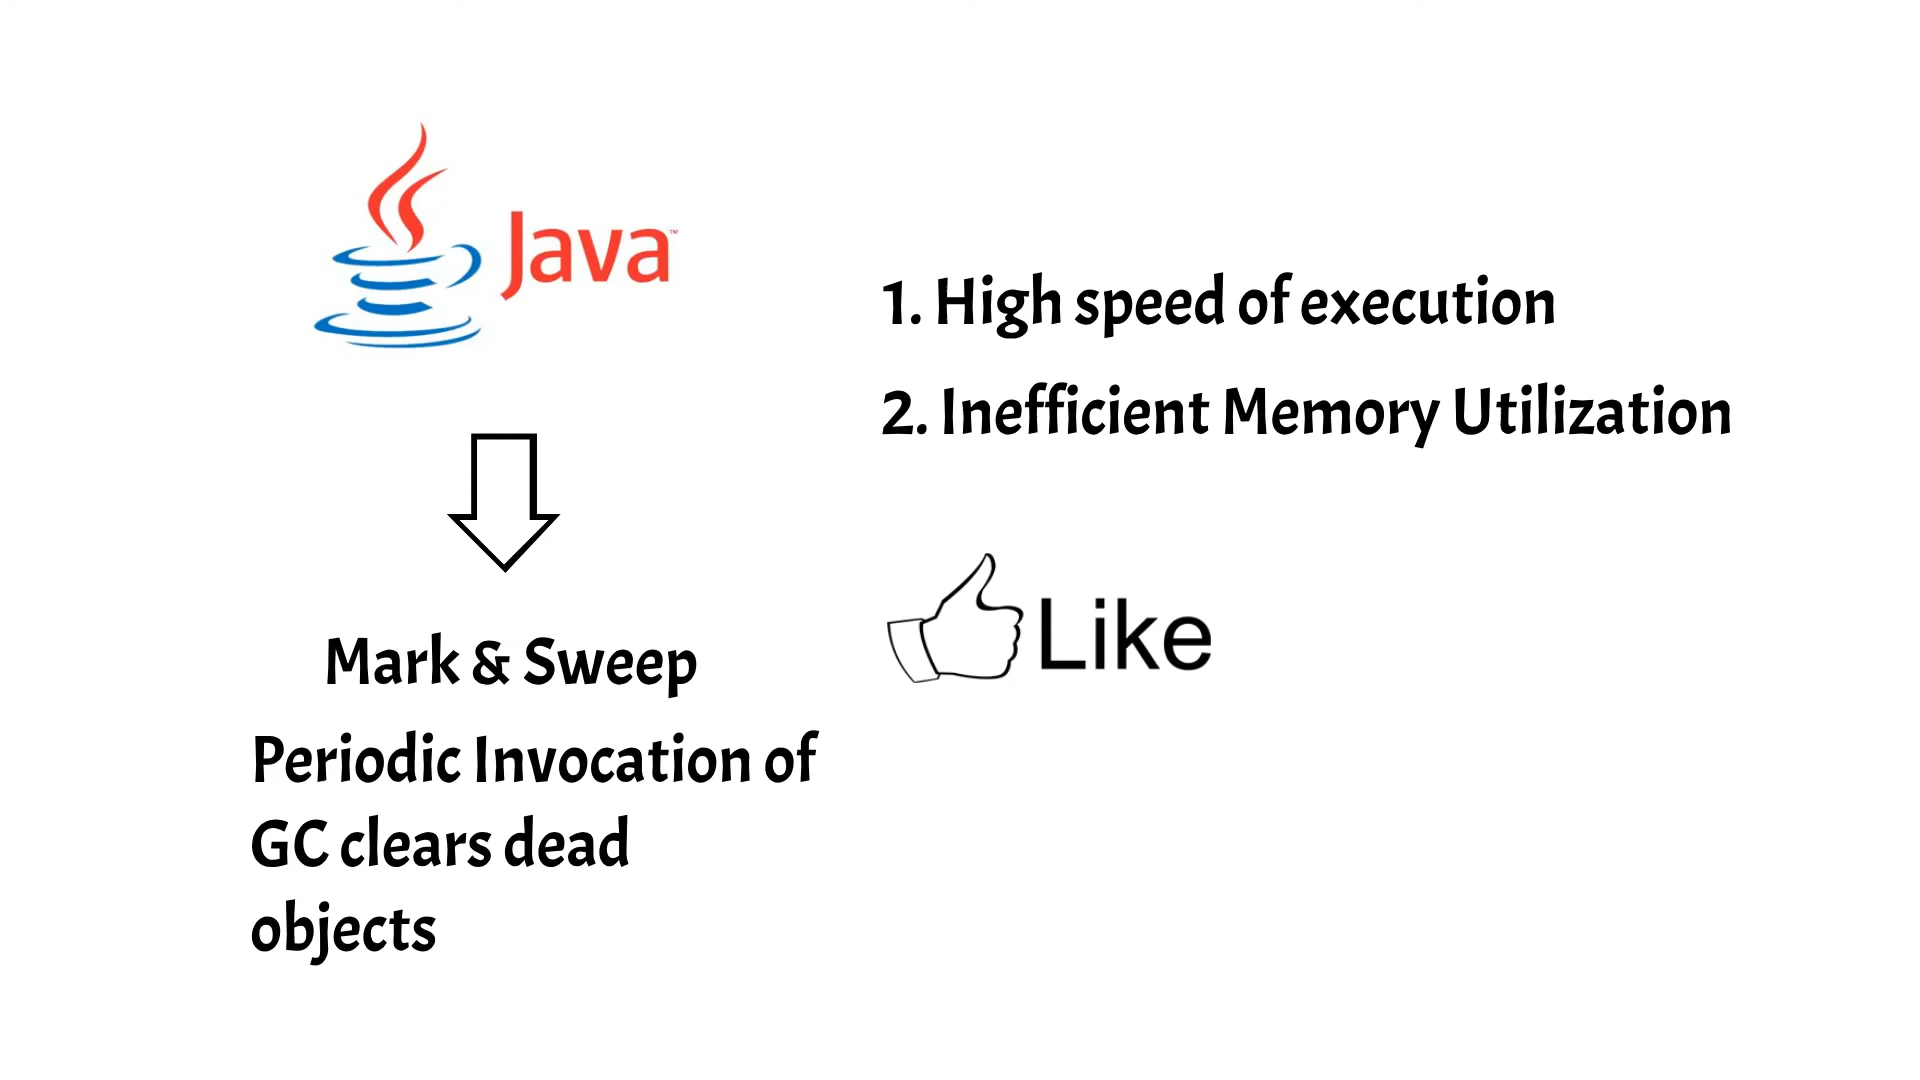 Java™
1. High speed of execution
2. Inefficient Memory Utilization
Like
Mark & Sweep
Periodic Invocation of
GC clears dead
objects